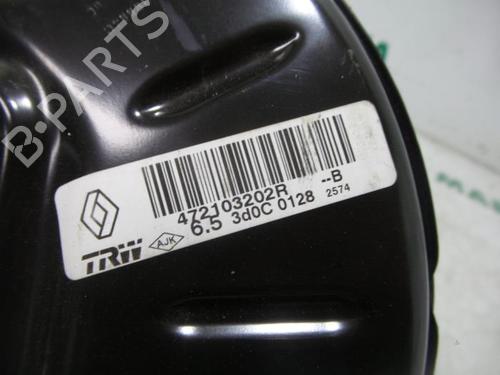 B-PARTS
472103202R --B
6.5 3d0C 0128 2574
TRW AJK